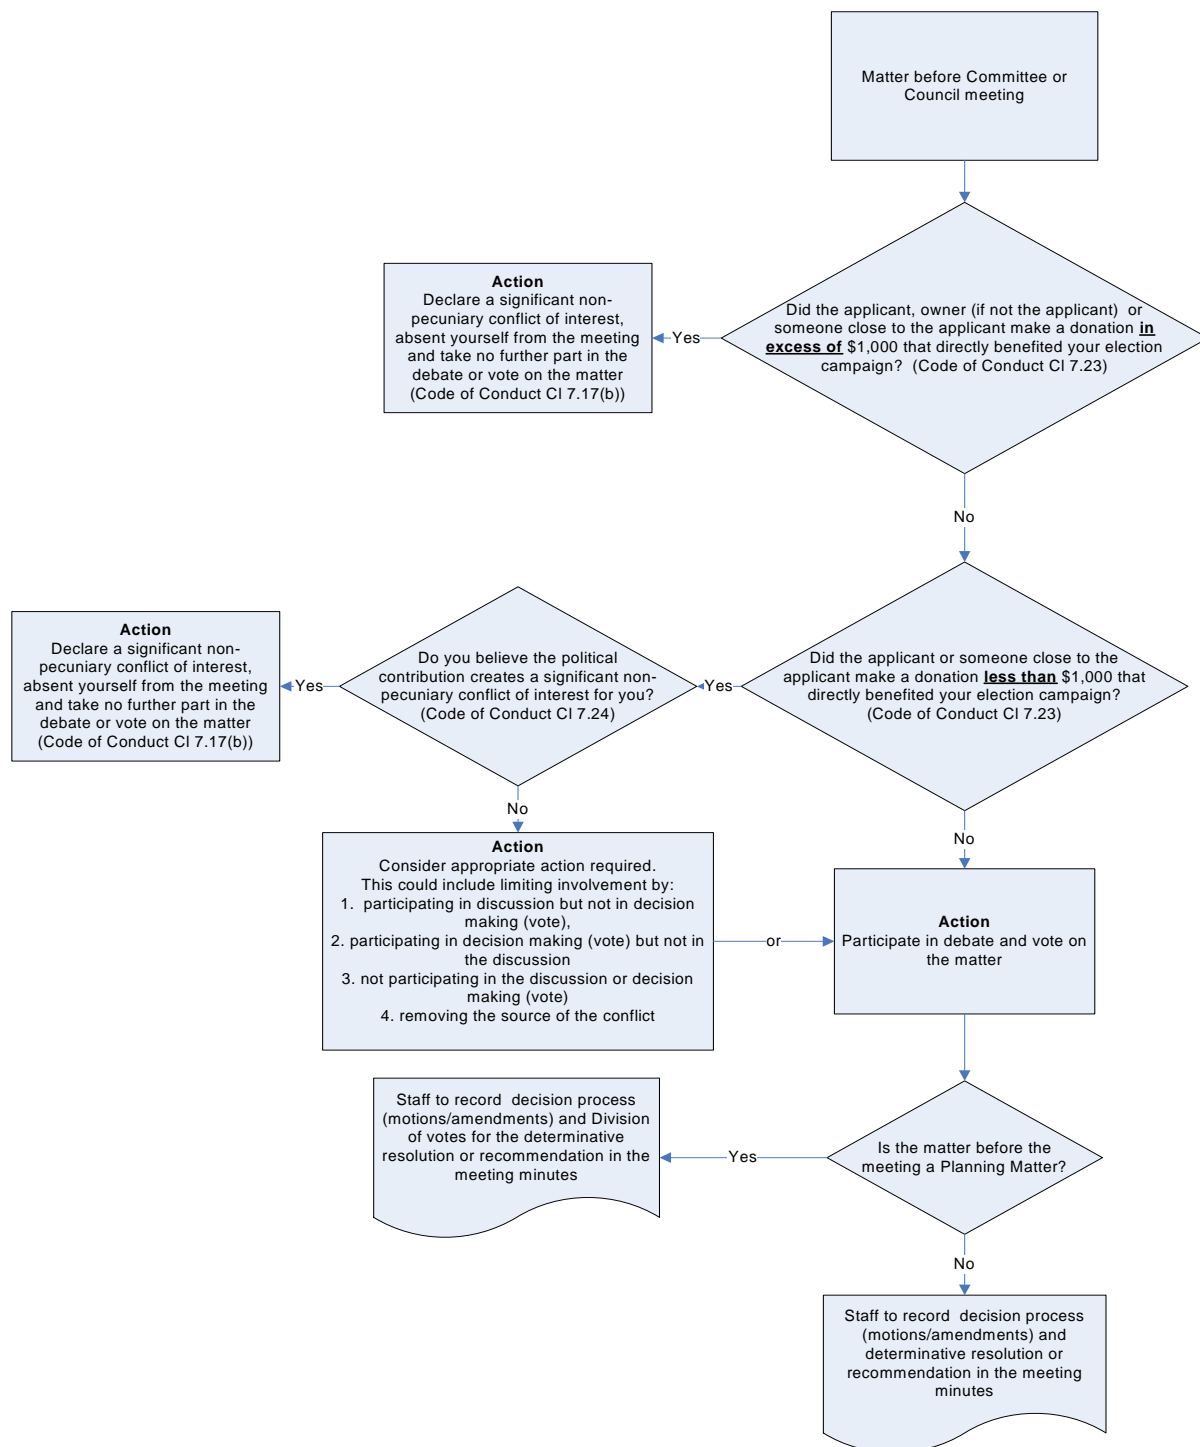 Matter before Committee or
Council meeting
Did the applicant, owner (if not the applicant)  or
someone close to the applicant make a donation in
excess of $1,000 that directly benefited your election
campaign?  (Code of Conduct Cl 7.23)
Yes
Action
Declare a significant non-
pecuniary conflict of interest,
absent yourself from the meeting
and take no further part in the
debate or vote on the matter
(Code of Conduct Cl 7.17(b))
No
Did the applicant or someone close to the
applicant make a donation less than $1,000 that
directly benefited your election campaign?
(Code of Conduct Cl 7.23)
Yes
Do you believe the political
contribution creates a significant non-
pecuniary conflict of interest for you?
(Code of Conduct Cl 7.24)
Yes
Action
Declare a significant non-
pecuniary conflict of interest,
absent yourself from the meeting
and take no further part in the
debate or vote on the matter
(Code of Conduct Cl 7.17(b))
No
Action
Consider appropriate action required.
This could include limiting involvement by:
1.  participating in discussion but not in decision
making (vote),
2. participating in decision making (vote) but not in
the discussion
3. not participating in the discussion or decision
making (vote)
4. removing the source of the conflict
or
No
Action
Participate in debate and vote on
the matter
Is the matter before the
meeting a Planning Matter?
Yes
Staff to record  decision process
(motions/amendments) and Division
of votes for the determinative
resolution or recommendation in the
meeting minutes
No
Staff to record  decision process
(motions/amendments) and
determinative resolution or
recommendation in the meeting
minutes